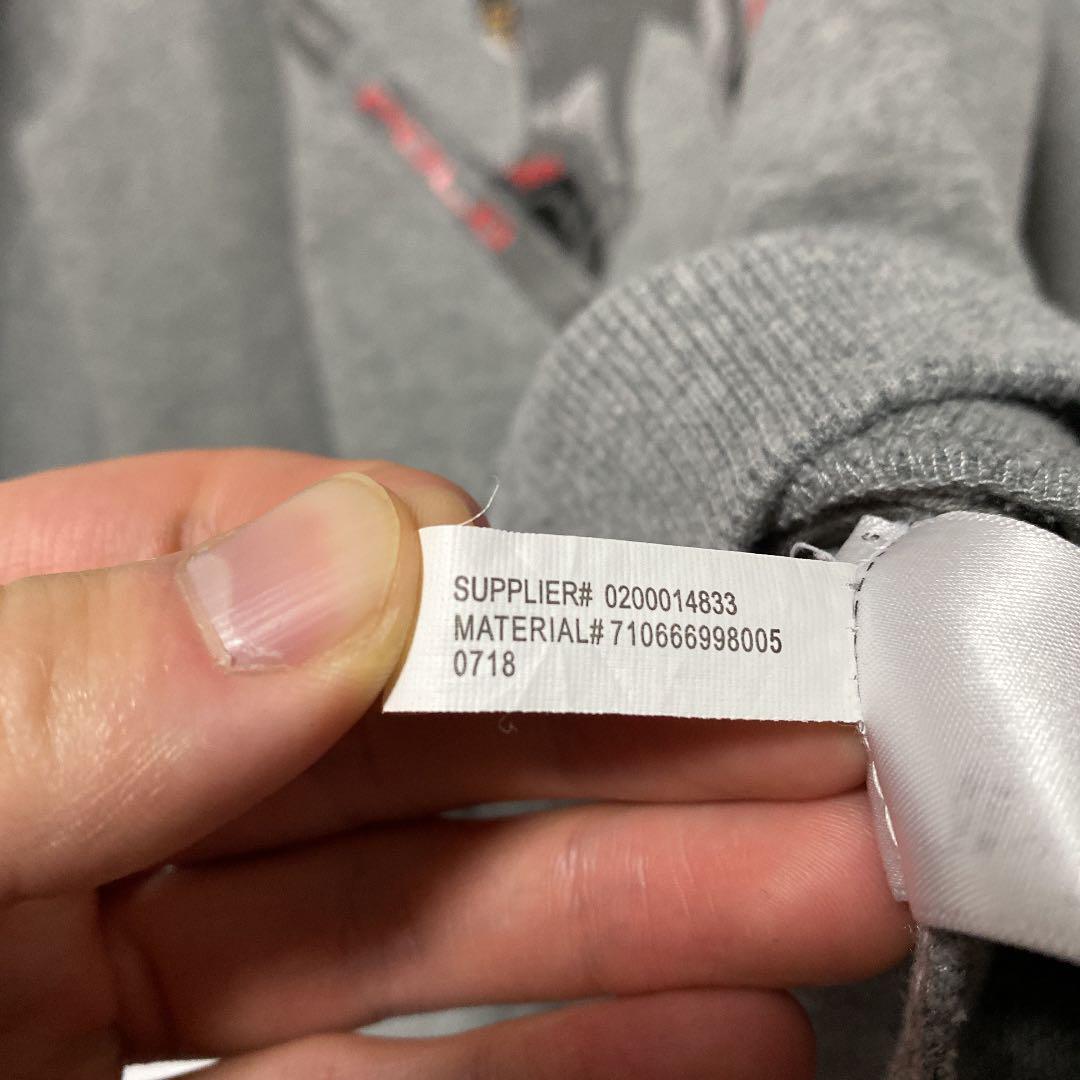 SUPPLIER# 0200014833
MATERIAL# 710666998005
0718